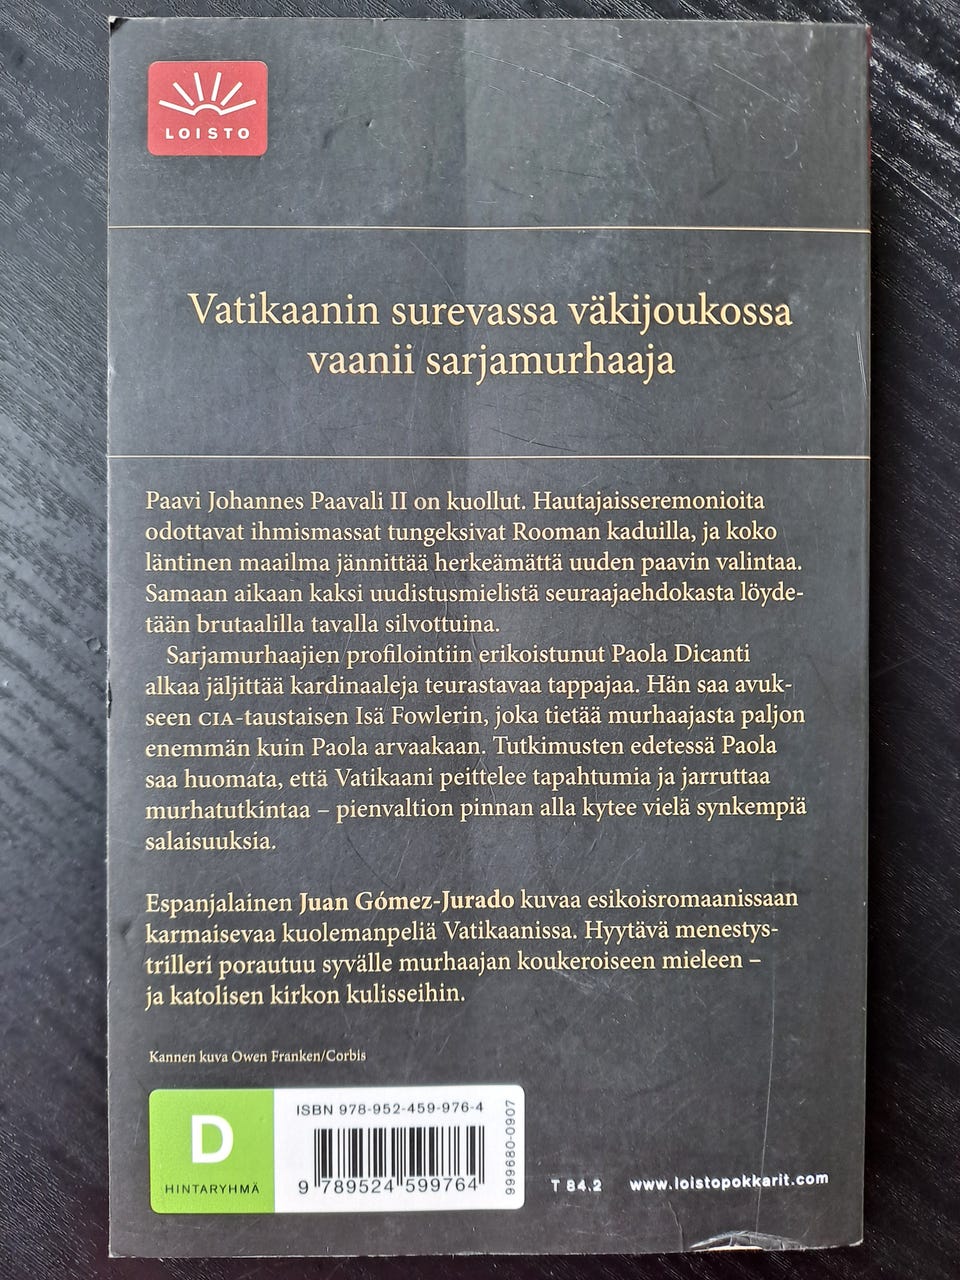 LOISTO
Vatikaanin surevassa väkijoukossa
vaanii sarjamurhaaja
Paavi Johannes Paavali II on kuollut. Hautajaisseremonioita
odottavat ihmismassat tungeksivat Rooman kaduilla, ja koko
läntinen maailma jännittää herkeämättä uuden paavin valintaa.
Samaan aikaan kaksi uudistusmielistä seuraajaehdokasta löyde-
tään brutaalilla tavalla silvottuina.
Sarjamurhaajien profilointiin erikoistunut Paola Dicanti
alkaa jäljittää kardinaaleja teurastavaa tappajaa. Hän saa avuk-
seen CIA-taustaisen Isä Fowlerin, joka tietää murhaajasta paljon
enemmän kuin Paola arvaakaan. Tutkimusten edetessä Paola
saa huomata, että Vatikaani peittelee tapahtumia ja jarruttaa
murhatutkintaa – pienvaltion pinnan alla kytee vielä synkempiä
salaisuuksia.
Espanjalainen Juan Gómez-Jurado kuvaa esikoisromaanissaan
karmaisevaa kuolemanpeliä Vatikaanissa. Hyytävä menestys-
trilleri porautuu syvälle murhaajan koukeroiseen mieleen –
ja katolisen kirkon kulisseihin.
Kannen kuva Owen Franken/Corbis
D
HINTARYHMÄ
ISBN 978-952-459-976-4
9 789524 599764
999680-0907
T 84.2 www.loistopokkarit.com